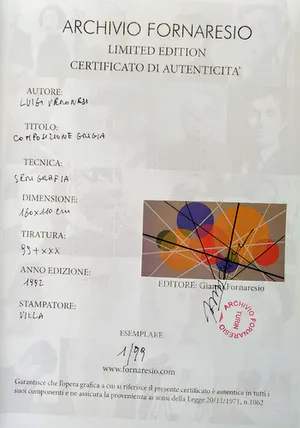 ARCHIVIO FORNARESIO
LIMITED EDITION
CERTIFICATO DI AUTENTICITA'
AUTORE:
LUIGI VERONESI
TITOLO:
COMPOSIZIONE GRIGIA
TECNICA:
SERIGRAFIA
DIMENSIONE:
160x110 cm
TIRATURA:
99+XXX
ANNO EDIZIONE:
1992
EDITORE: Gianni Fornaresio
STAMPATORE:
VILLA
ARCHIVIO FORNARESIO
TURIN
ESEMPLARE
1/99
www.fornaresio.com
Garantisce che l'opera grafica a cui si riferisce il presente certificato è autentica in tutti i
suoi componenti e ne assicura la provenienza ai sensi della Legge 20/11/1971, n.1062